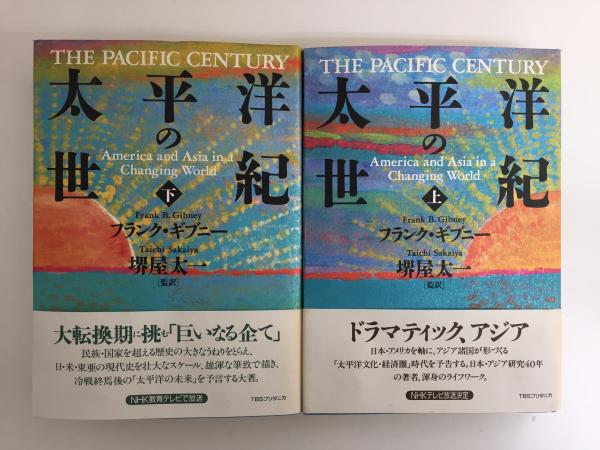 THE PACIFIC CENTURY
太平洋
の
世紀
America and Asia in a
Changing World
下
Frank B. Gibney
フランク・ギブニー
Taichi Sakaiya
堺屋太一
[監訳]
大転換期に挑む「巨いなる企て」
民族・国家を超える歴史の大きなうねりをとらえ、
日・米・東亜の現代史を壮大なスケール、雄渾な筆致で描き、
冷戦終焉後の「太平洋の未来」を予言する大著。
NHK教育テレビで放送
TBSブリタニカ
THE PACIFIC CENTURY
太平洋
の
世紀
America and Asia in a
Changing World
上
Frank B. Gibney
フランク・ギブニー
Taichi Sakaiya
堺屋太一
[監訳]
ドラマティック、アジア
日本・アメリカを軸に、アジア諸国が形づくる
「太平洋文化・経済圏」時代を予告する。日本・アジア研究40年
の著者、渾身のライフワーク。
NHKテレビ放送決定
TBSブリタニカ